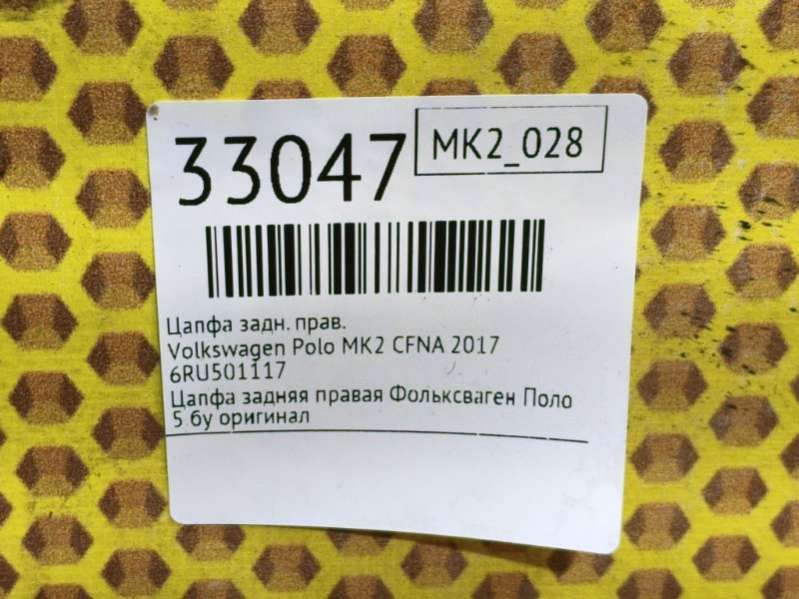 33047
MK2_028
Цапфа задн. прав.
Volkswagen Polo MK2 CFNA 2017
6RU501117
Цапфа задняя правая Фольксваген Поло
5 бу оригинал